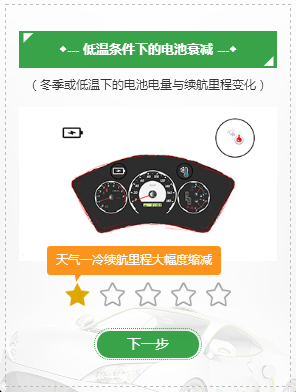 低温条件下的电池衰减
（冬季或低温下的电池电量与续航里程变化）
天气一冷续航里程大幅度缩减
下一步